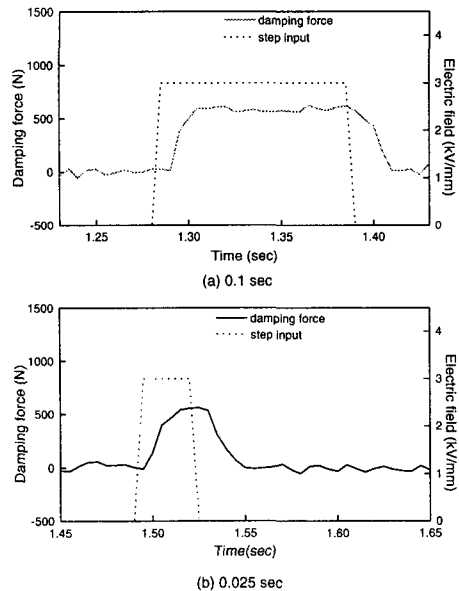 1500
1000
500
0
-500
Damping force (N)
damping force
step input
4
3
2
1
0
Electric field (kV/mm)
1.25
1.30
1.35
1.40
Time (sec)
(a) 0.1 sec
1500
1000
500
0
-500
Damping force (N)
damping force
step input
4
3
2
1
0
Electric field (kV/mm)
1.45
1.50
1.55
1.60
1.65
Time(sec)
(b) 0.025 sec